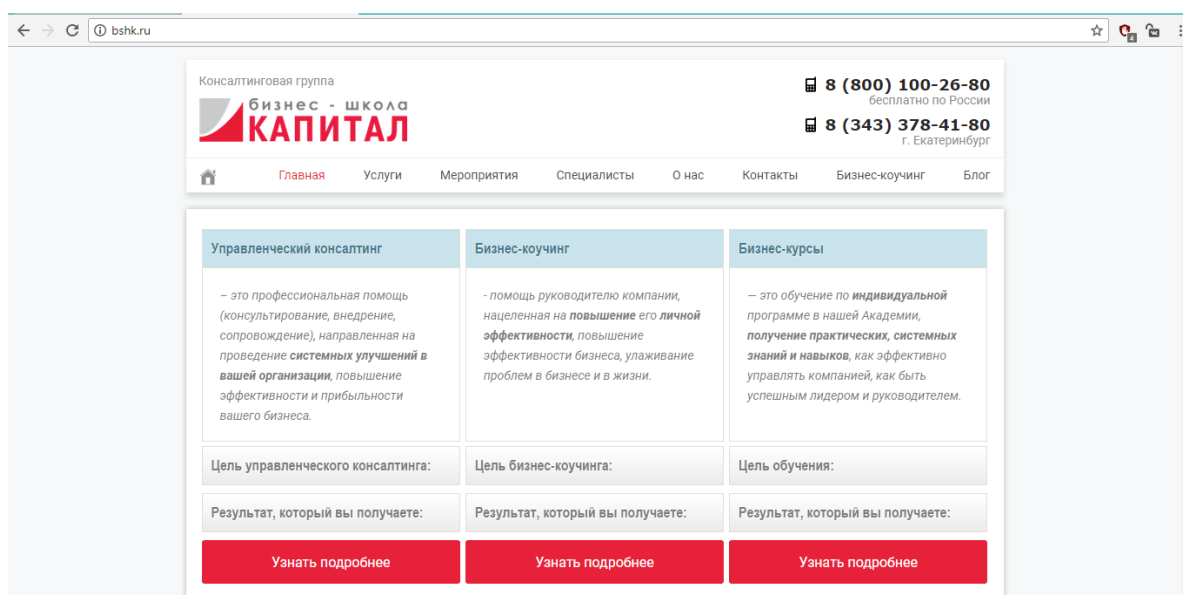 bshk.ru
4
Консалтинговая группа
бизнес - школа
КАПИТАЛ
8 (800) 100-26-80
бесплатно по России
8 (343) 378-41-80
г. Екатеринбург
Главная Услуги Мероприятия Специалисты О нас Контакты Бизнес-коучинг Блог
Управленческий консалтинг
– это профессиональная помощь
(консультирование, внедрение,
сопровождение), направленная на
проведение системных улучшений в
вашей организации, повышение
эффективности и прибыльности
вашего бизнеса.
Цель управленческого консалтинга:
Результат, который вы получаете:
Узнать подробнее
Бизнес-коучинг
- помощь руководителю компании,
нацеленная на повышение его личной
эффективности, повышение
эффективности бизнеса, улаживание
проблем в бизнесе и в жизни.
Цель бизнес-коучинга:
Результат, который вы получаете:
Узнать подробнее
Бизнес-курсы
— это обучение по индивидуальной
программе в нашей Академии,
получение практических, системных
знаний и навыков, как эффективно
управлять компанией, как быть
успешным лидером и руководителем.
Цель обучения:
Результат, который вы получаете:
Узнать подробнее